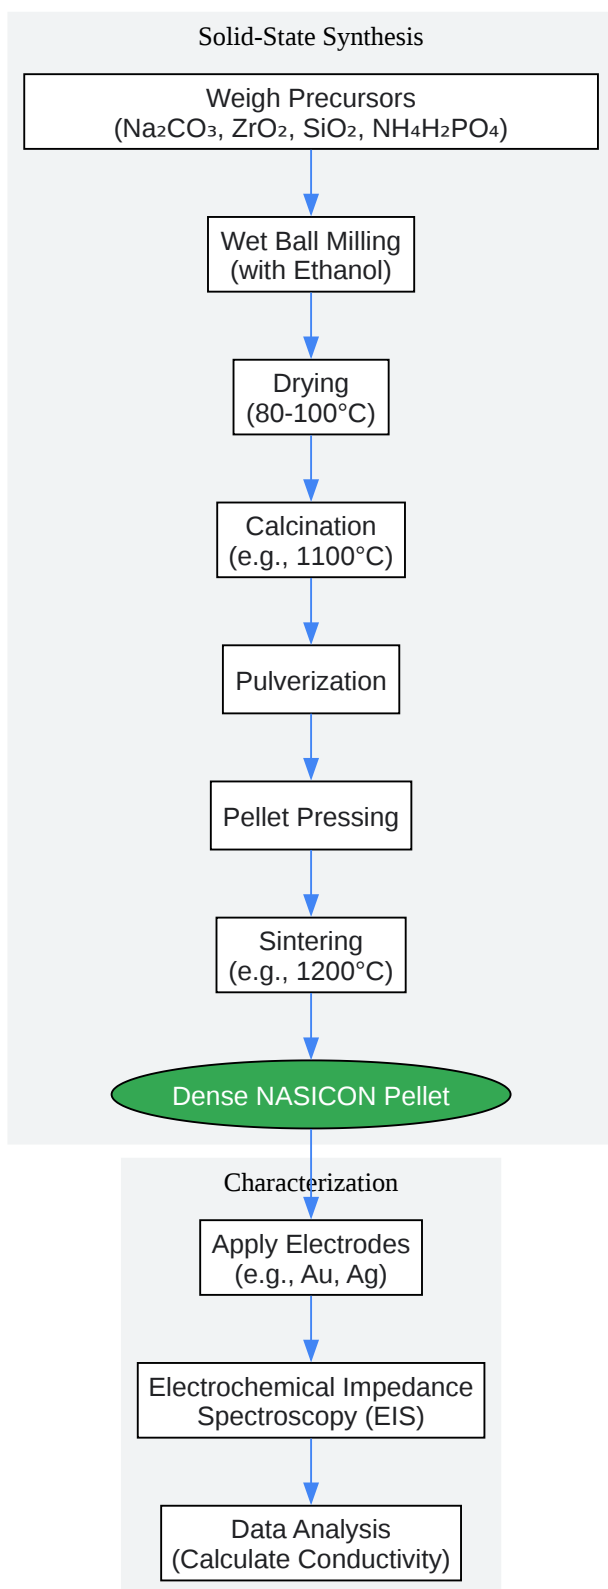 Solid-State Synthesis
Weigh Precursors
(Na₂CO₃, ZrO₂, SiO₂, NH₄H₂PO₄)
Wet Ball Milling
(with Ethanol)
Drying
(80-100°C)
Calcination
(e.g., 1100°C)
Pulverization
Pellet Pressing
Sintering
(e.g., 1200°C)
Dense NASICON Pellet
Characterization
Apply Electrodes
(e.g., Au, Ag)
Electrochemical Impedance
Spectroscopy (EIS)
Data Analysis
(Calculate Conductivity)